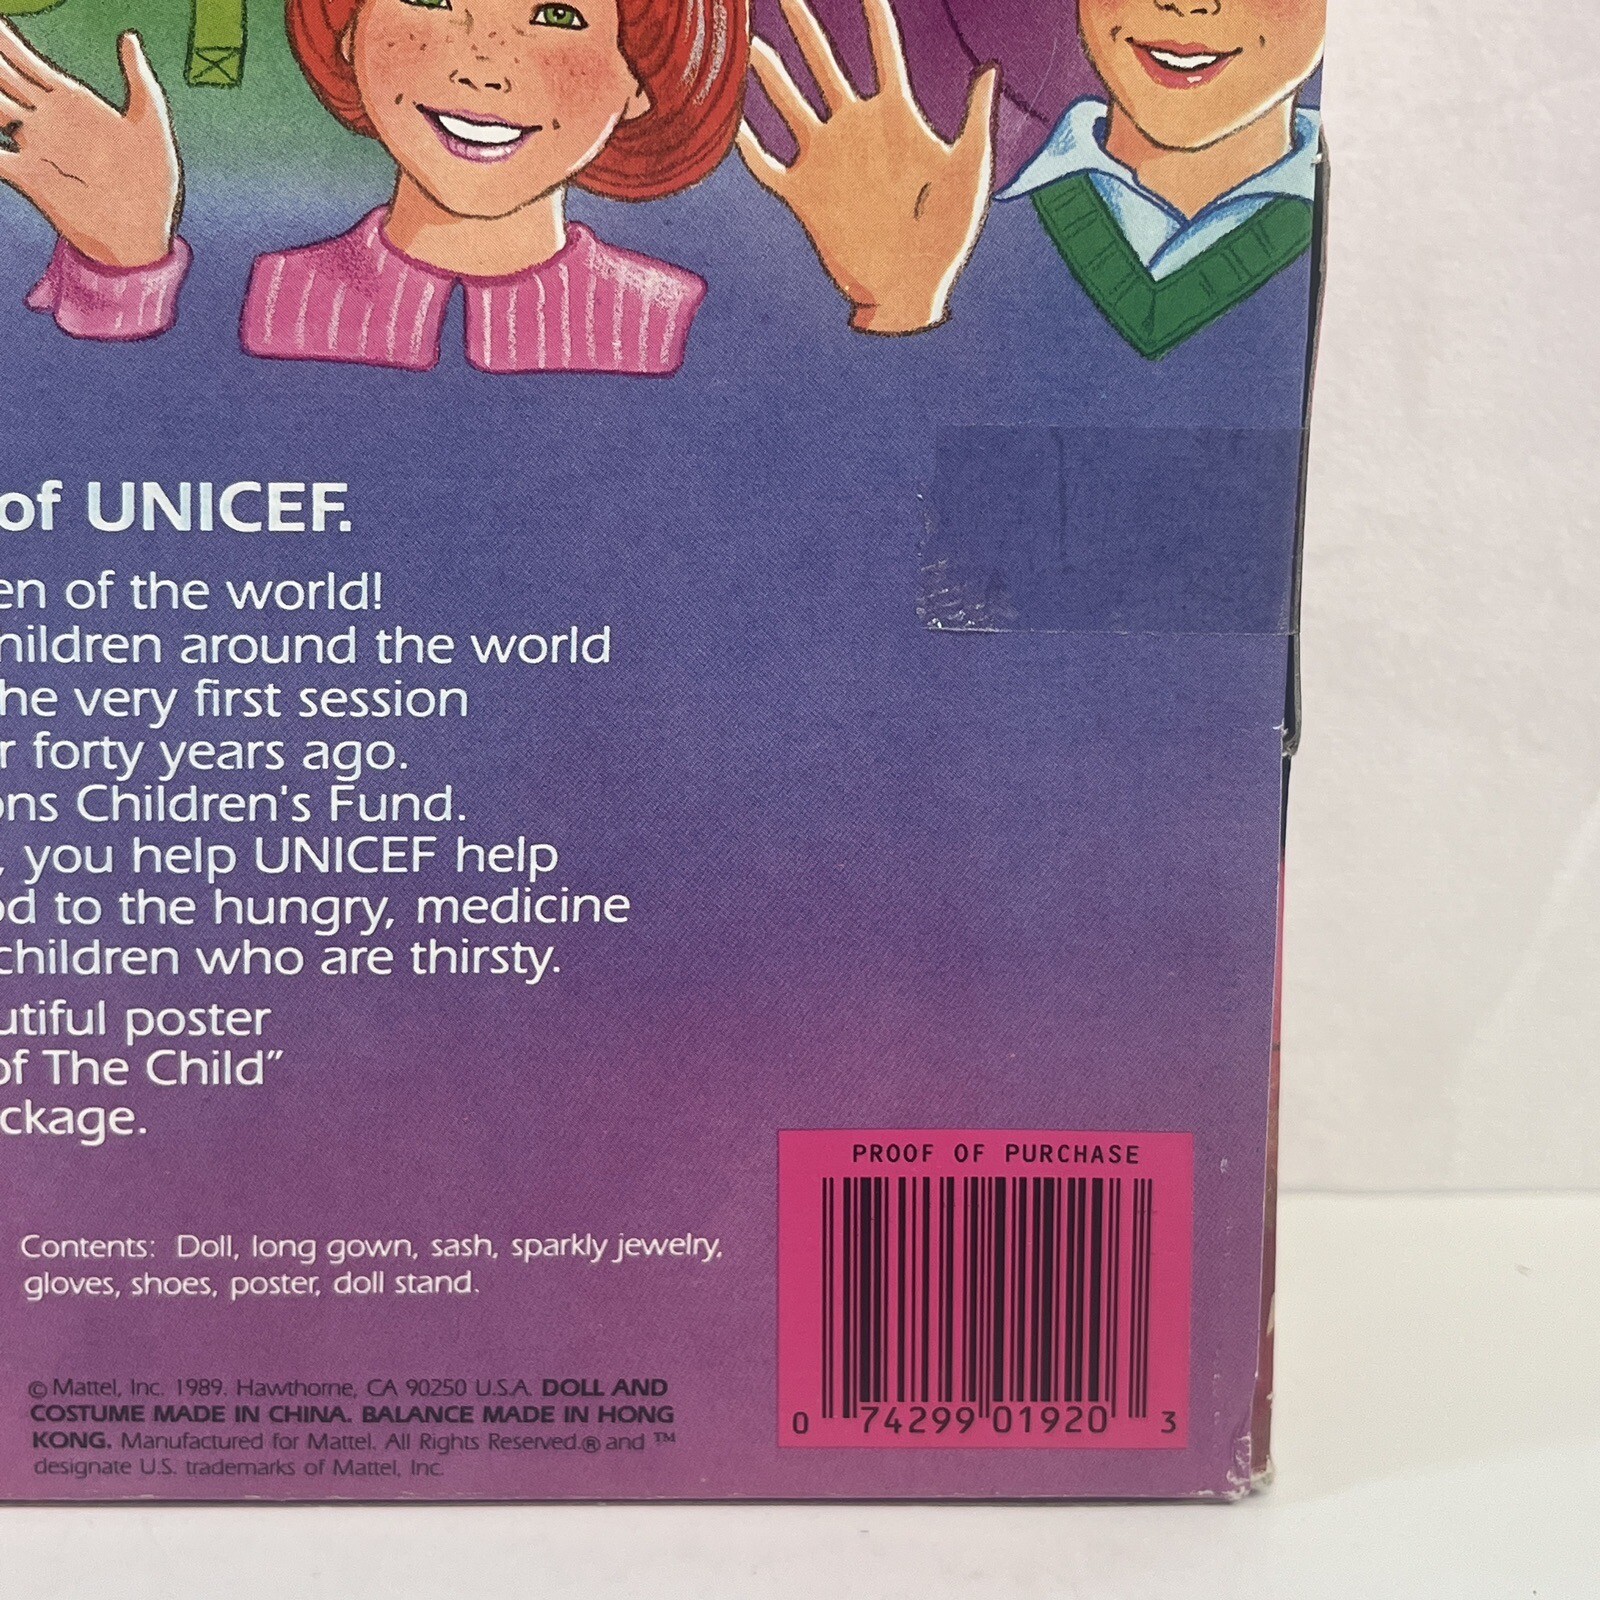 of UNICEF.
en of the world!
hildren around the world
he very first session
r forty years ago.
ons Children's Fund.
, you help UNICEF help
od to the hungry, medicine
children who are thirsty.
utiful poster
of The Child”
ckage.
Contents: Doll, long gown, sash, sparkly jewelry,
gloves, shoes, poster, doll stand.
© Mattel, Inc. 1989. Hawthorne, CA 90250 U.S.A. DOLL AND
COSTUME MADE IN CHINA. BALANCE MADE IN HONG
KONG. Manufactured for Mattel. All Rights Reserved.® and ™
designate U.S. trademarks of Mattel, Inc.
PROOF OF PURCHASE
0 74299 01920 3